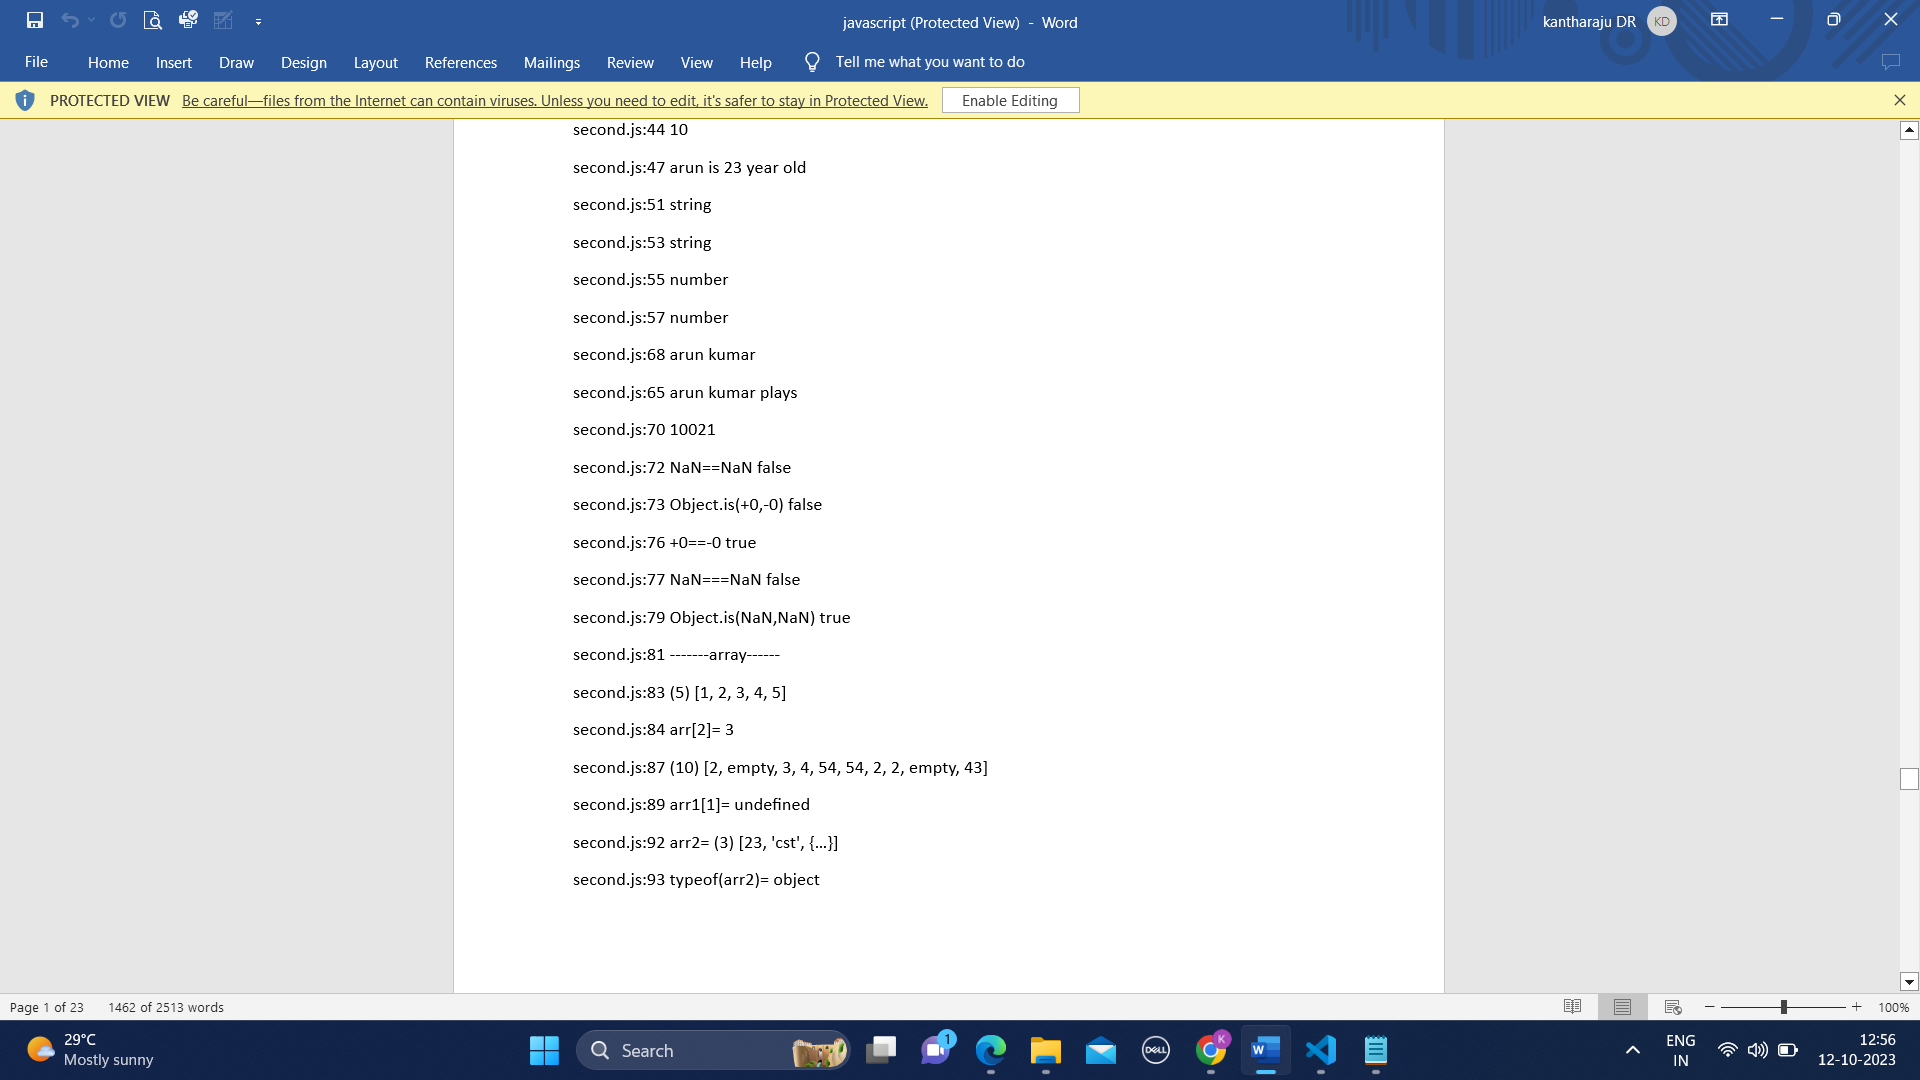 javascript (Protected View) - Word
kantharaju DR
KD
File
Home
Insert
Draw
Design
Layout
References
Mailings
Review
View
Help
Tell me what you want to do
PROTECTED VIEW
Be careful—files from the Internet can contain viruses. Unless you need to edit, it's safer to stay in Protected View.
Enable Editing
second.js:44 10
second.js:47 arun is 23 year old
second.js:51 string
second.js:53 string
second.js:55 number
second.js:57 number
second.js:68 arun kumar
second.js:65 arun kumar plays
second.js:70 10021
second.js:72 NaN==NaN false
second.js:73 Object.is(+0,-0) false
second.js:76 +0==-0 true
second.js:77 NaN===NaN false
second.js:79 Object.is(NaN,NaN) true
second.js:81 -------array------
second.js:83 (5) [1, 2, 3, 4, 5]
second.js:84 arr[2]= 3
second.js:87 (10) [2, empty, 3, 4, 54, 54, 2, 2, empty, 43]
second.js:89 arr1[1]= undefined
second.js:92 arr2= (3) [23, 'cst', {…}]
second.js:93 typeof(arr2)= object
Page 1 of 23
1462 of 2513 words
100%
29°C
Mostly sunny
Search
1
DELL
K
W
ENG
IN
12:56
12-10-2023